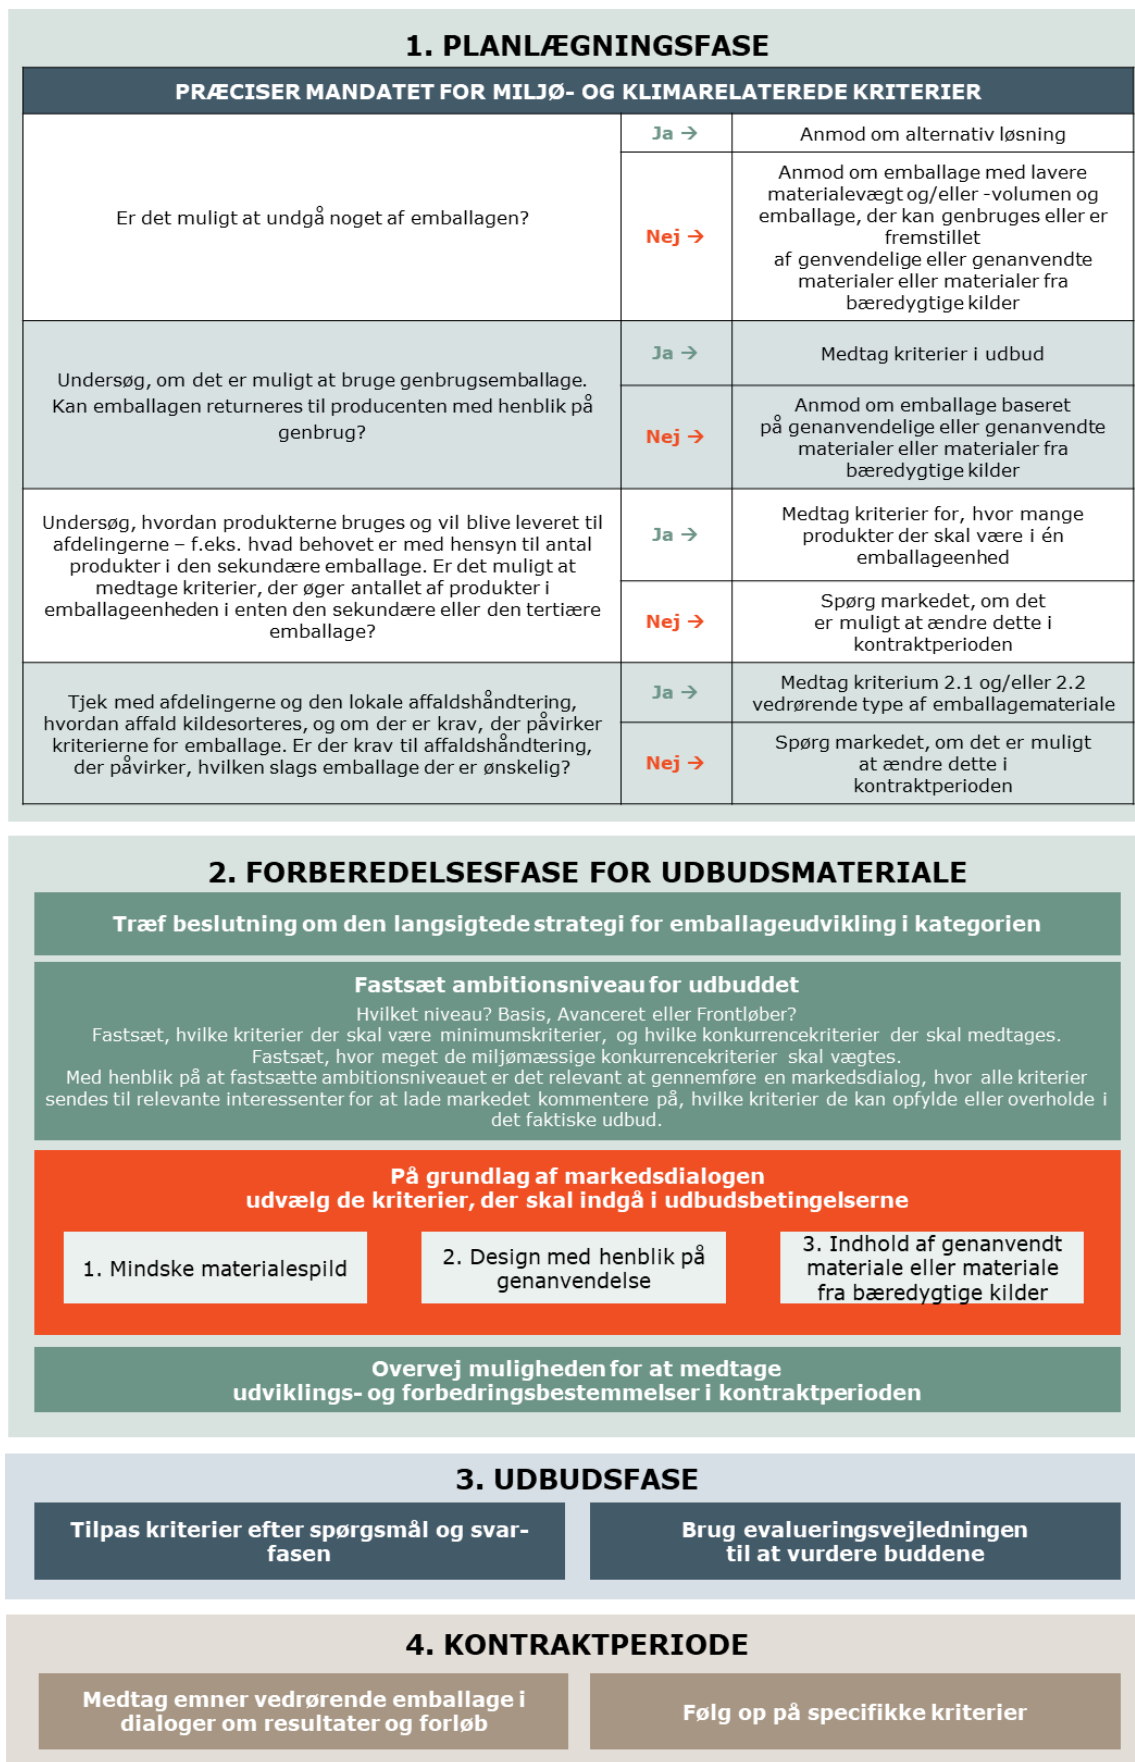 1. PLANLÆGNINGSFASE
PRÆCISER MANDATET FOR MILJØ- OG KLIMARELATEREDE KRITERIER
Er det muligt at undgå noget af emballagen?
Ja →
Anmod om alternativ løsning
Nej →
Anmod om emballage med lavere
materialevægt og/eller -volumen og
emballage, der kan genbruges eller er
fremstillet
af genvendelige eller genanvendte
materialer eller materialer fra
bæredygtige kilder
Undersøg, om det er muligt at bruge genbrugsemballage.
Kan emballagen returneres til producenten med henblik på
genbrug?
Ja →
Medtag kriterier i udbud
Nej →
Anmod om emballage baseret
på genanvendelige eller genanvendte
materialer eller materialer fra
bæredygtige kilder
Undersøg, hvordan produkterne bruges og vil blive leveret til
afdelingerne – f.eks. hvad behovet er med hensyn til antal
produkter i den sekundære emballage. Er det muligt at
medtage kriterier, der øger antallet af produkter i
emballageenheden i enten den sekundære eller den tertiære
emballage?
Ja →
Medtag kriterier for, hvor mange
produkter der skal være i én
emballageenhed
Nej →
Spørg markedet, om det
er muligt at ændre dette i
kontraktperioden
Tjek med afdelingerne og den lokale affaldshåndtering,
hvordan affald kildesorteres, og om der er krav, der påvirker
kriterierne for emballage. Er der krav til affaldshåndtering,
der påvirker, hvilken slags emballage der er ønskelig?
Ja →
Medtag kriterium 2.1 og/eller 2.2
vedrørende type af emballagemateriale
Nej →
Spørg markedet, om det er muligt
at ændre dette i
kontraktperioden
2. FORBEREDELSESFASE FOR UDBUDSMATERIALE
Træf beslutning om den langsigtede strategi for emballageudvikling i kategorien
Fastsæt ambitionsniveau for udbuddet
Hvilket niveau? Basis, Avanceret eller Frontløber?
Fastsæt, hvilke kriterier der skal være minimumskriterier, og hvilke konkurrencekriterier der skal medtages.
Fastsæt, hvor meget de miljømæssige konkurrencekriterier skal vægtes.
Med henblik på at fastsætte ambitionsniveauet er det relevant at gennemføre en markedsdialog, hvor alle kriterier
sendes til relevante interessenter for at lade markedet kommentere på, hvilke kriterier de kan opfylde eller overholde i
det faktiske udbud.
På grundlag af markedsdialogen
udvælg de kriterier, der skal indgå i udbudsbetingelserne
1. Mindske materialespild
2. Design med henblik på
genanvendelse
3. Indhold af genanvendt
materiale eller materiale
fra bæredygtige kilder
Overvej muligheden for at medtage
udviklings- og forbedringsbestemmelser i kontraktperioden
3. UDBUDSFASE
Tilpas kriterier efter spørgsmål og svar-
fasen
Brug evalueringsvejledningen
til at vurdere buddene
4. KONTRAKTPERIODE
Medtag emner vedrørende emballage i
dialoger om resultater og forløb
Følg op på specifikke kriterier